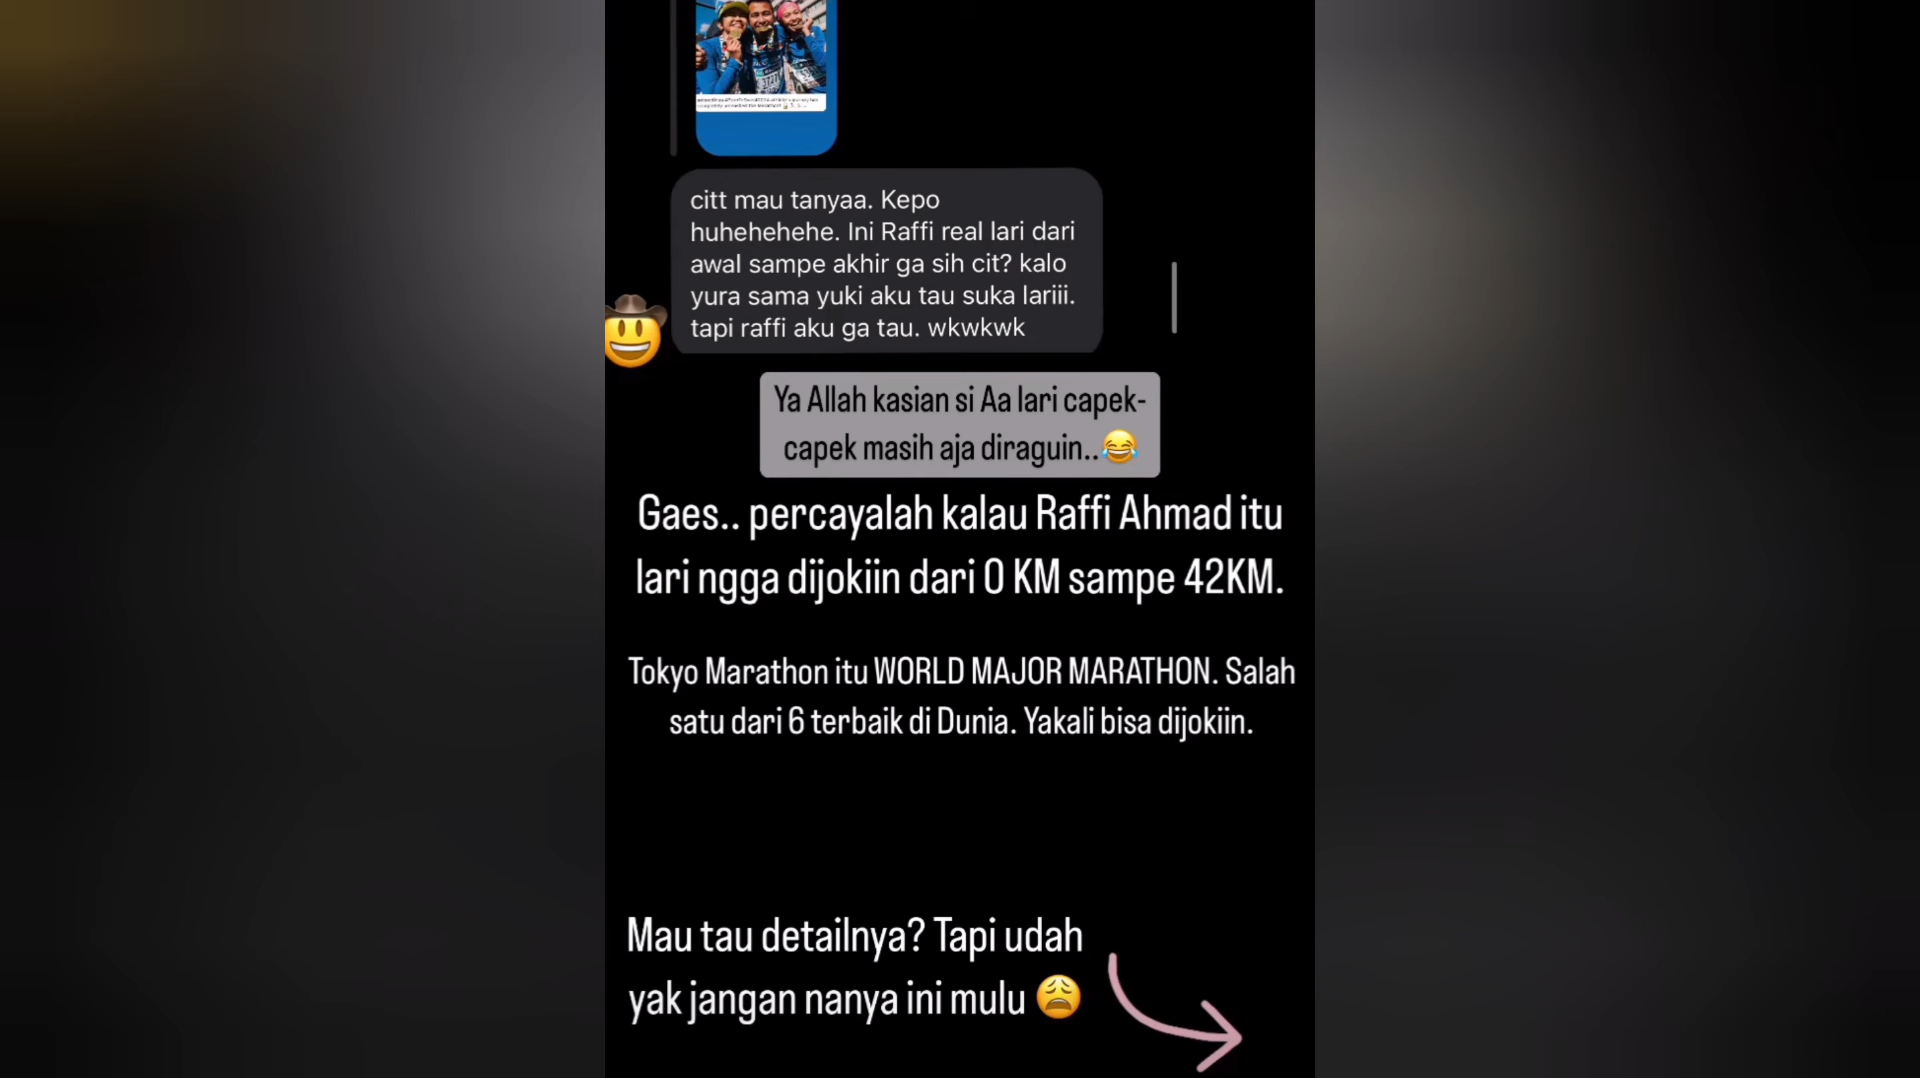 citt mau tanyaa. Kepo
huhehehehe. Ini Raffi real lari dari
awal sampe akhir ga sih cit? kalo
yura sama yuki aku tau suka lariii.
tapi raffi aku ga tau. wkwkwk
Ya Allah kasian si Aa lari capek-
capek masih aja diraguin..😂
Gaes.. percayalah kalau Raffi Ahmad itu
lari ngga dijokiin dari 0 KM sampe 42KM.
Tokyo Marathon itu WORLD MAJOR MARATHON. Salah
satu dari 6 terbaik di Dunia. Yakali bisa dijokiin.
Mau tau detailnya? Tapi udah
yak jangan nanya ini mulu 😩